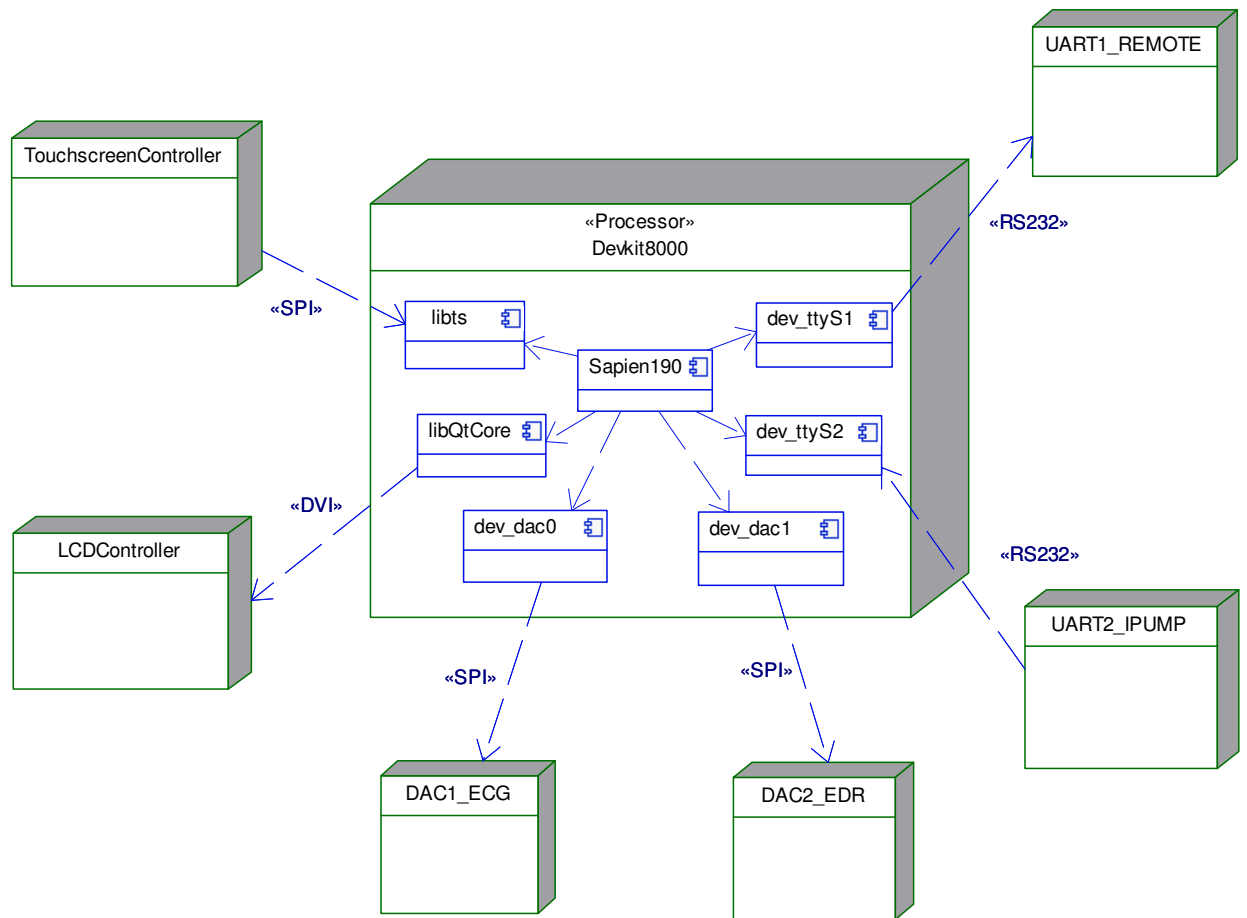 UART1_REMOTE
TouchscreenController
«Processor»
Devkit8000
«RS232»
«SPI»
libts
dev_ttyS1
Sapien190
libQtCore
dev_ttyS2
«DVI»
dev_dac0
dev_dac1
LCDController
«RS232»
UART2_IPUMP
«SPI»
«SPI»
DAC1_ECG
DAC2_EDR